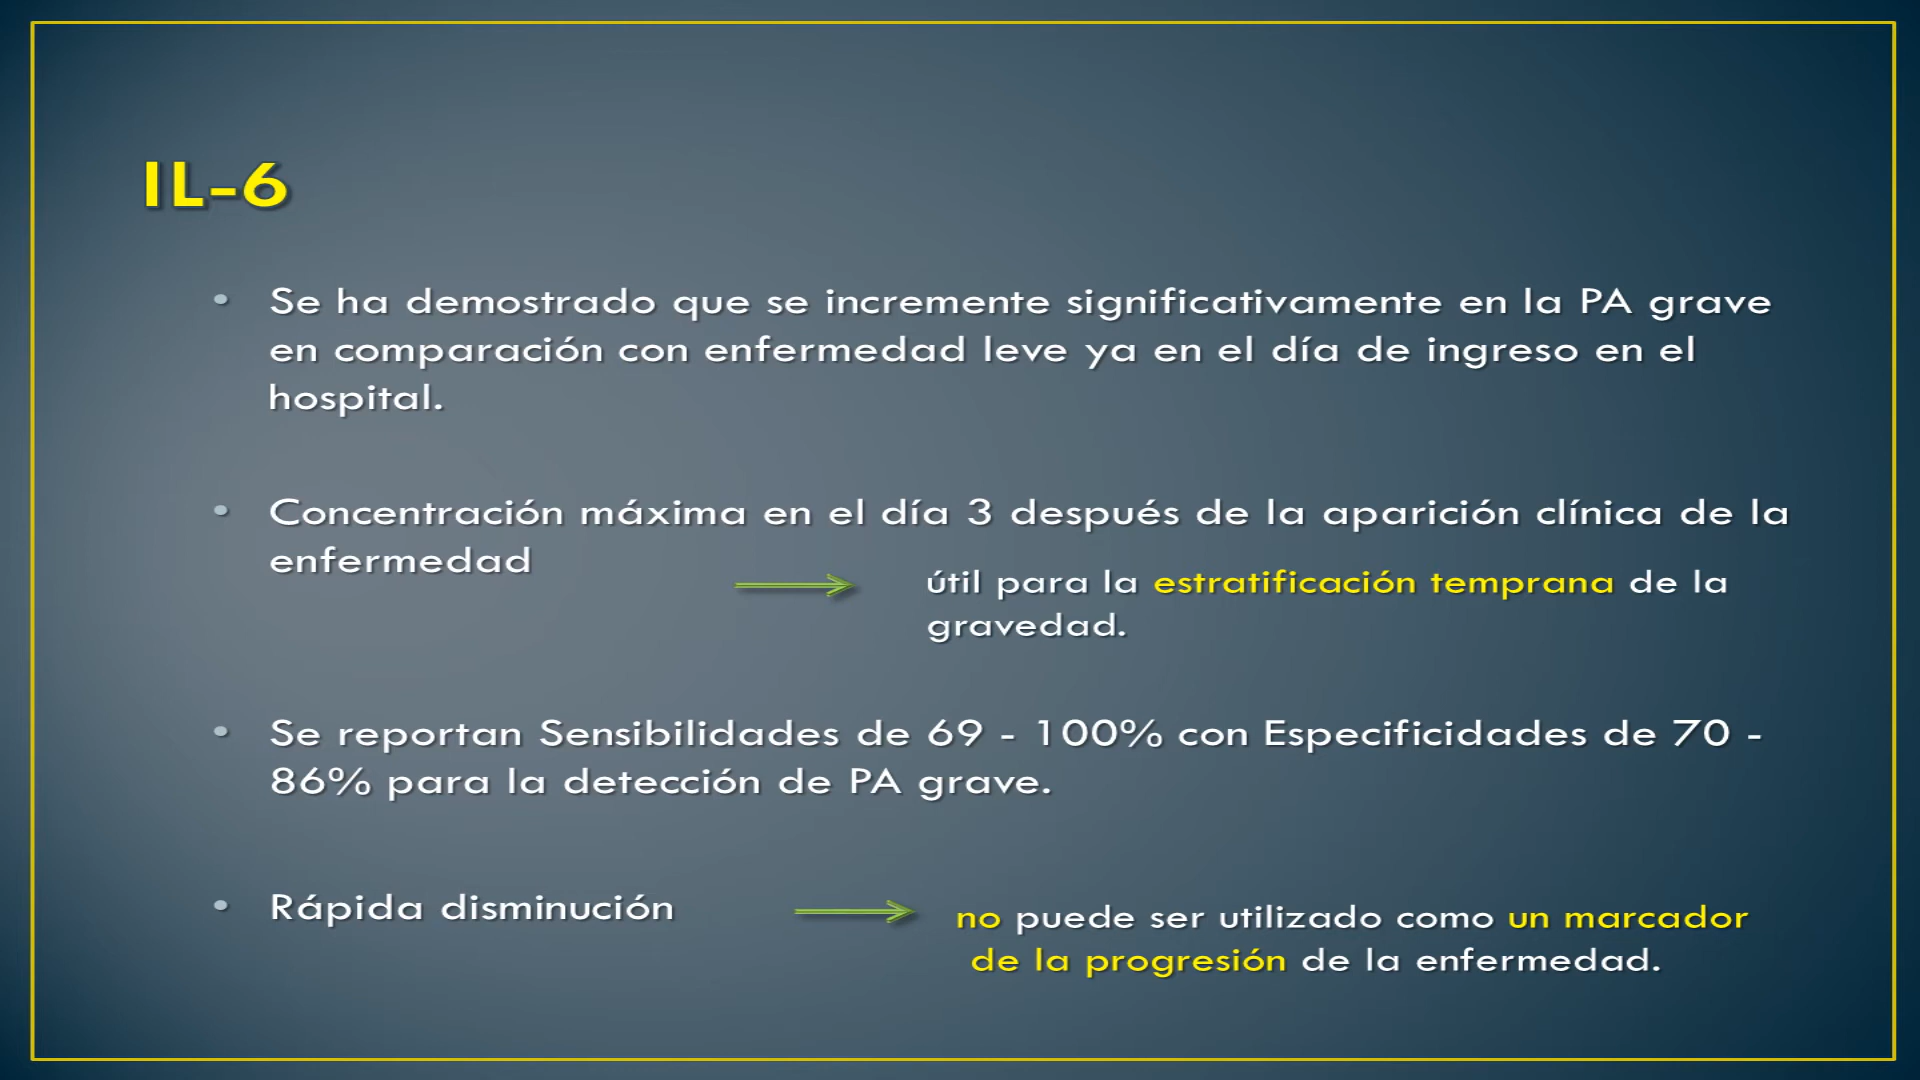 IL-6
• Se ha demostrado que se incremente significativamente en la PA grave
en comparación con enfermedad leve ya en el día de ingreso en el
hospital.
• Concentración máxima en el día 3 después de la aparición clínica de la
enfermedad
útil para la estratificación temprana de la
gravedad.
• Se reportan Sensibilidades de 69 - 100% con Especificidades de 70 -
86% para la detección de PA grave.
• Rápida disminución
no puede ser utilizado como un marcador
de la progresión de la enfermedad.